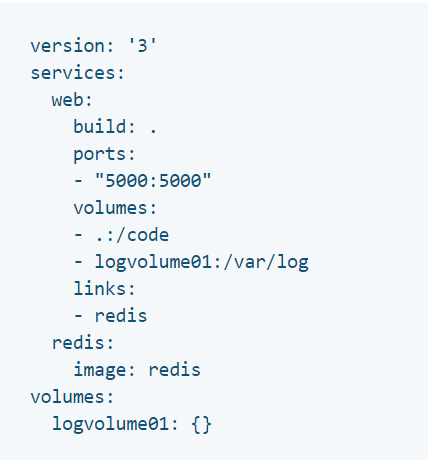 version: '3'
services:
  web:
    build: .
    ports:
    - "5000:5000"
    volumes:
    - .:/code
    - logvolume01:/var/log
    links:
    - redis
  redis:
    image: redis
volumes:
  logvolume01: {}